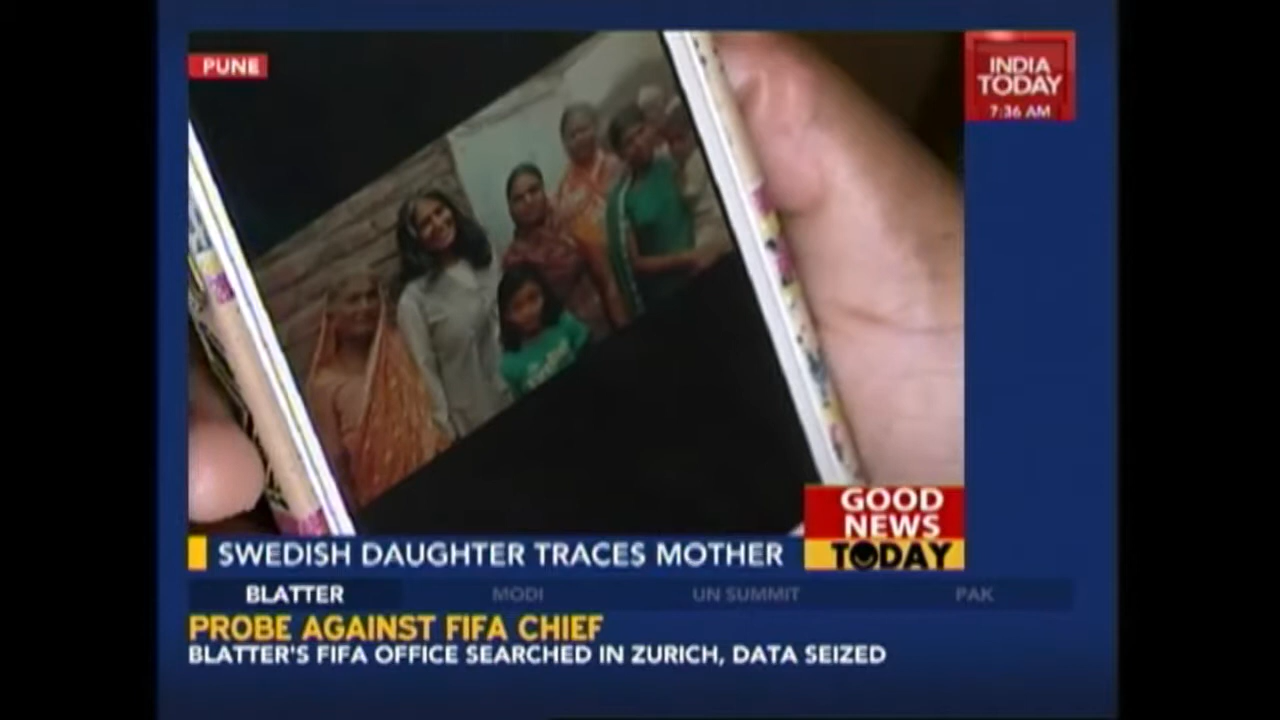 PUNE
INDIA
TODAY
7:36 AM
GOOD
NEWS
TODAY
SWEDISH DAUGHTER TRACES MOTHER
BLATTER MODI UN SUMMIT PAK
PROBE AGAINST FIFA CHIEF
BLATTER'S FIFA OFFICE SEARCHED IN ZURICH, DATA SEIZED